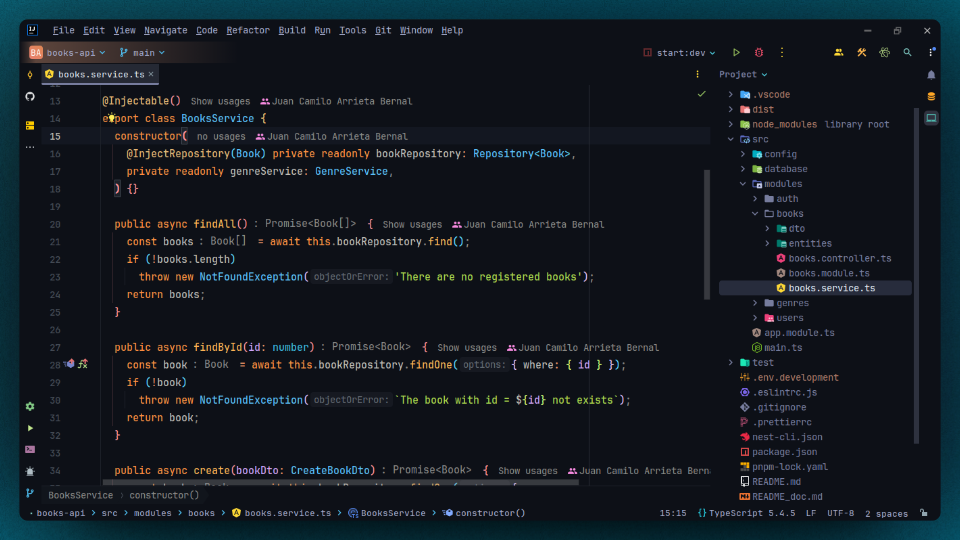 File Edit View Navigate Code Refactor Build Run Tools Git Window Help
BA books-api main start:dev
books.service.ts Project
13 @Injectable() Show usages Juan Camilo Arrieta Bernal
14 export class BooksService {
15 constructor( no usages Juan Camilo Arrieta Bernal
16 @InjectRepository(Book) private readonly bookRepository: Repository<Book>,
17 private readonly genreService: GenreService,
18 ) {}
19
20 public async findAll() : Promise<Book[]> { Show usages Juan Camilo Arrieta Bernal
21 const books : Book[] = await this.bookRepository.find();
22 if (!books.length)
23 throw new NotFoundException( objectOrError: 'There are no registered books');
24 return books;
25 }
26
27 public async findById(id: number) : Promise<Book> { Show usages Juan Camilo Arrieta Bernal
28 const book : Book = await this.bookRepository.findOne( options: { where: { id } });
29 if (!book)
30 throw new NotFoundException( objectOrError: `The book with id = ${id} not exists`);
31 return book;
32 }
33
34 public async create(bookDto: CreateBookDto) : Promise<Book> { Show usages Juan Camilo Arrieta Bern
.vscode
dist
node_modules library root
src
config
database
modules
auth
books
dto
entities
books.controller.ts
books.module.ts
books.service.ts
genres
users
app.module.ts
main.ts
test
.env.development
.eslintrc.js
.gitignore
.prettierrc
nest-cli.json
package.json
pnpm-lock.yaml
README.md
README_doc.md
BooksService › constructor()
books-api > src > modules > books > books.service.ts > BooksService > constructor() 15:15 {} TypeScript 5.4.5 LF UTF-8 2 spaces